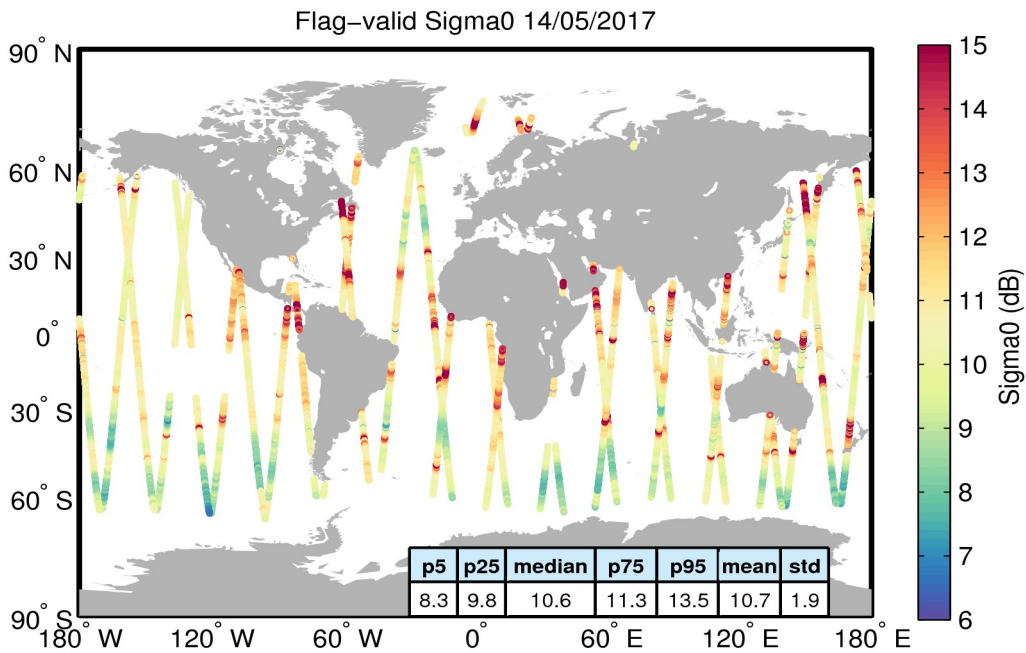 Flag−valid Sigma0 14/05/2017
90° N
60° N
30° N
0°
30° S
60° S
90° S
180° W
120° W
60° W
0°
60° E
120° E
180° E
15
14
13
12
11
10
9
8
7
6
Sigma0 (dB)
p5 p25 median p75 p95 mean std
8.3 9.8 10.6 11.3 13.5 10.7 1.9